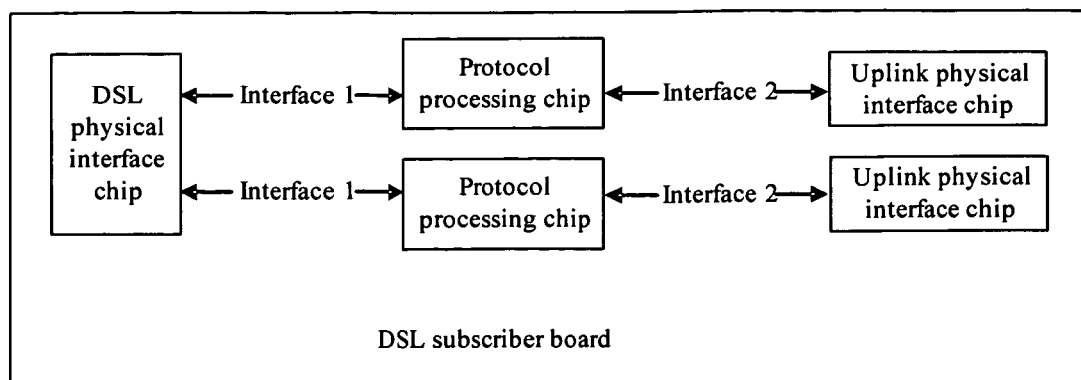 DSL
physical
interface
chip
Interface 1
Protocol
processing chip
Interface 2
Uplink physical
interface chip
Interface 1
Protocol
processing chip
Interface 2
Uplink physical
interface chip
DSL subscriber board